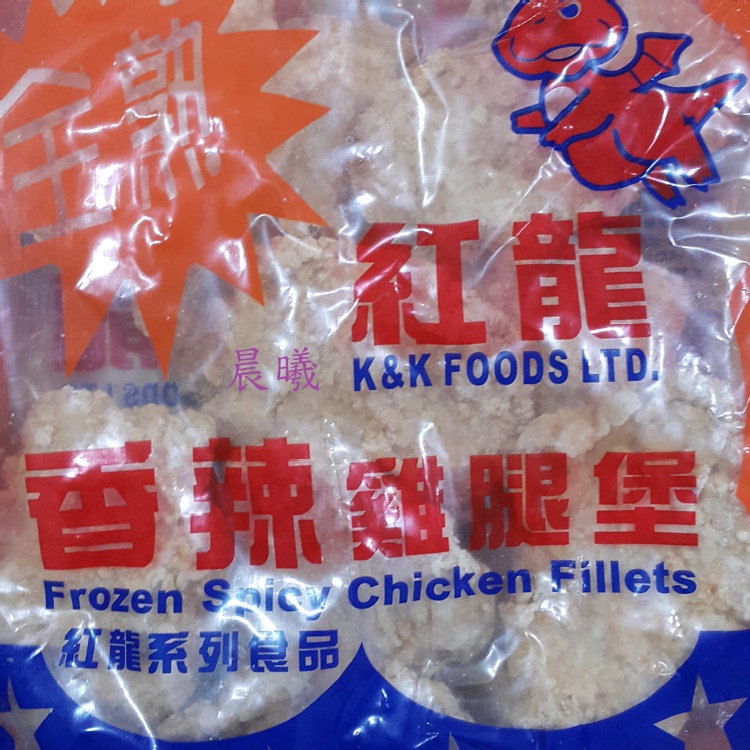 全熟
紅龍
K&K FOODS LTD.
晨曦
香辣雞腿堡
Frozen Spicy Chicken Fillets
紅龍系列食品